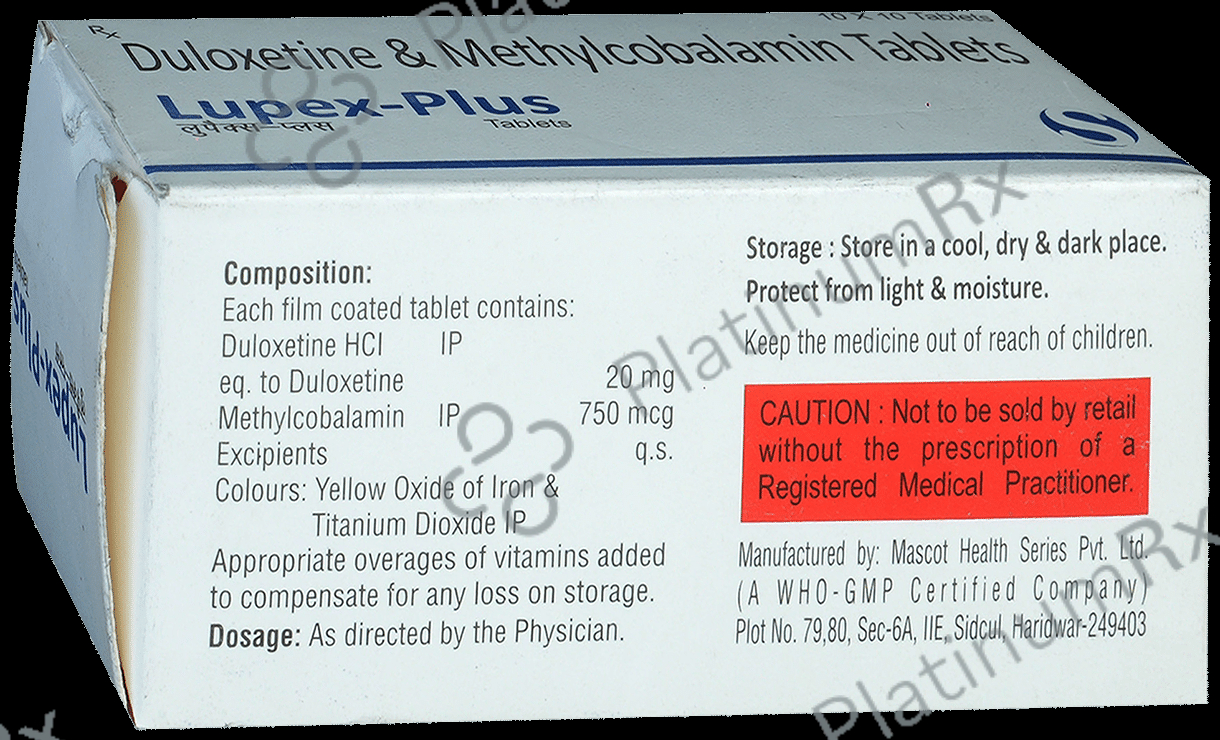 10 X 10 Tablets
Rx
Duloxetine & Methylcobalamin Tablets
Lupex-Plus
लुपैक्स-प्लस
Tablets
Lupex-Plus
Composition:
Each film coated tablet contains:
Duloxetine HCl IP
eq. to Duloxetine 20 mg
Methylcobalamin IP 750 mcg
Excipients q.s.
Colours: Yellow Oxide of Iron &
Titanium Dioxide IP
Appropriate overages of vitamins added
to compensate for any loss on storage.
Dosage: As directed by the Physician.
Storage : Store in a cool, dry & dark place.
Protect from light & moisture.
Keep the medicine out of reach of children.
CAUTION : Not to be sold by retail
without the prescription of a
Registered Medical Practitioner.
Manufactured by: Mascot Health Series Pvt. Ltd.
(A WHO-GMP Certified Company)
Plot No. 79,80, Sec-6A, IIE, Sidcul, Haridwar-249403
PlatinumRx
PlatinumRx